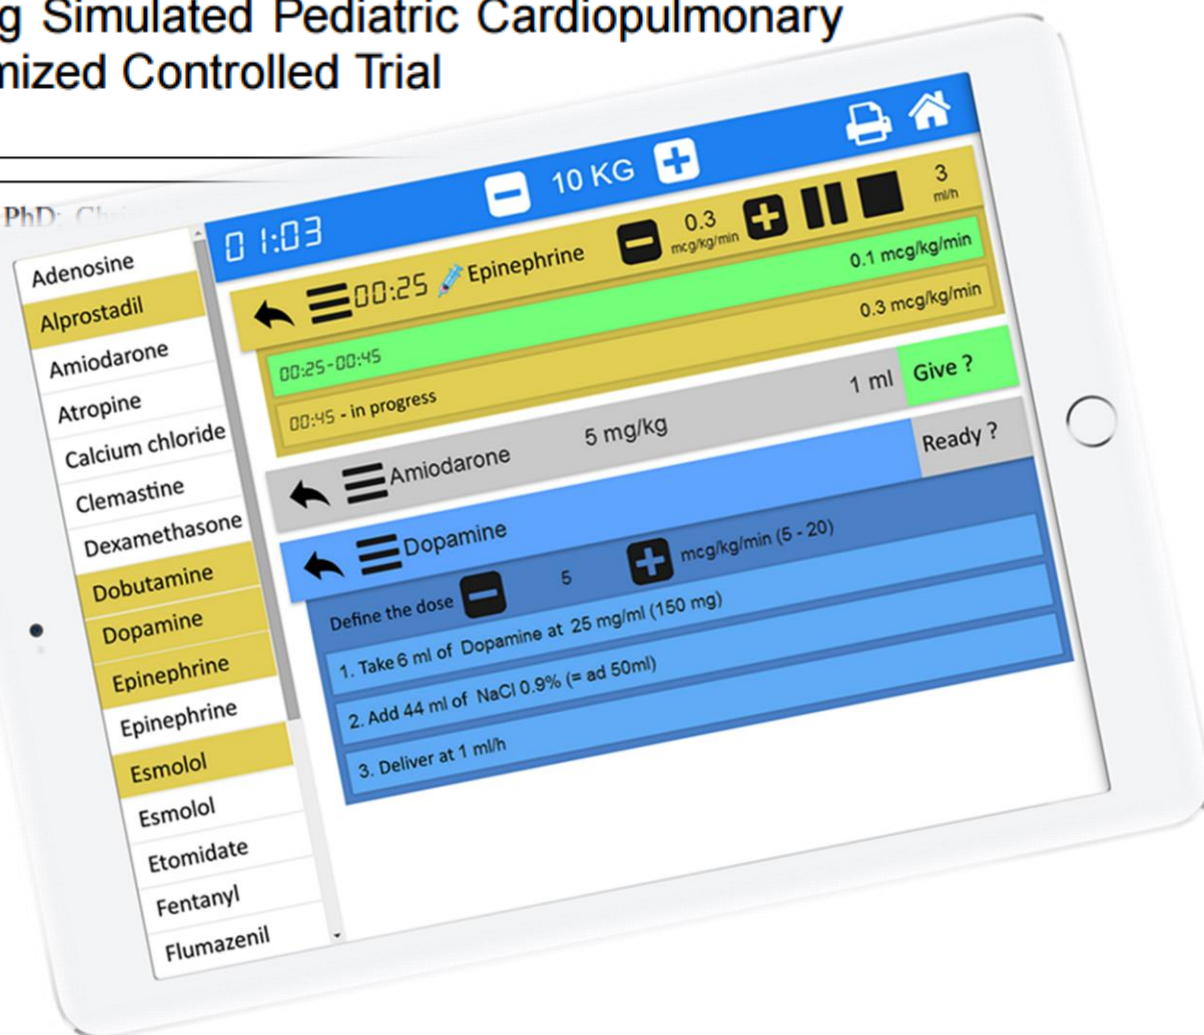 g Simulated Pediatric Cardiopulmonary
mized Controlled Trial
PhD; Chri
Adenosine
Alprostadil
Amiodarone
Atropine
Calcium chloride
Clemastine
Dexamethasone
Dobutamine
Dopamine
Epinephrine
Epinephrine
Esmolol
Esmolol
Etomidate
Fentanyl
Flumazenil
01:03 10 KG
00:25 Epinephrine 0.3 mcg/kg/min 3 ml/h
00:25-00:45 0.1 mcg/kg/min
00:45 - in progress 0.3 mcg/kg/min
Amiodarone 5 mg/kg 1 ml Give ?
Dopamine Ready ?
Define the dose 5 mcg/kg/min (5 - 20)
1. Take 6 ml of Dopamine at 25 mg/ml (150 mg)
2. Add 44 ml of NaCl 0.9% (= ad 50ml)
3. Deliver at 1 ml/h